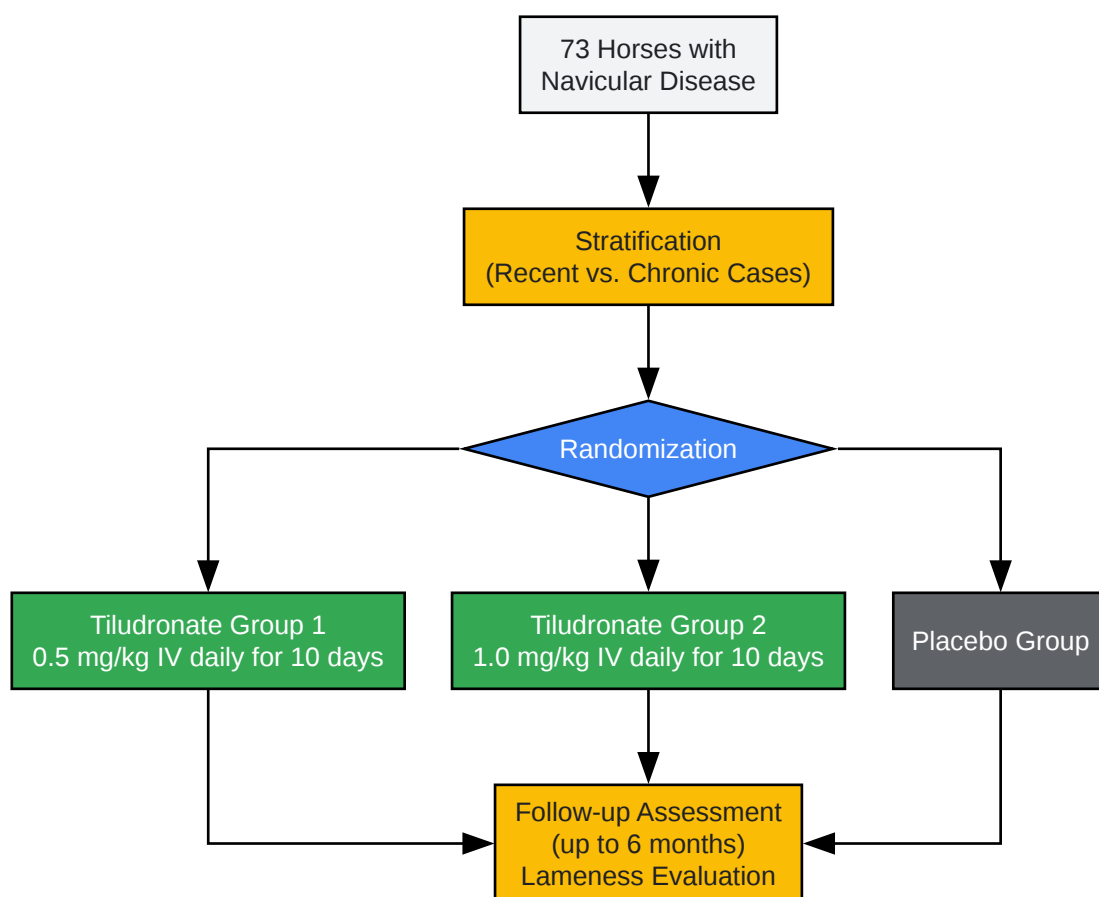 73 Horses with
Navicular Disease
Stratification
(Recent vs. Chronic Cases)
Randomization
Tiludronate Group 1
0.5 mg/kg IV daily for 10 days
Tiludronate Group 2
1.0 mg/kg IV daily for 10 days
Placebo Group
Follow-up Assessment
(up to 6 months)
Lameness Evaluation